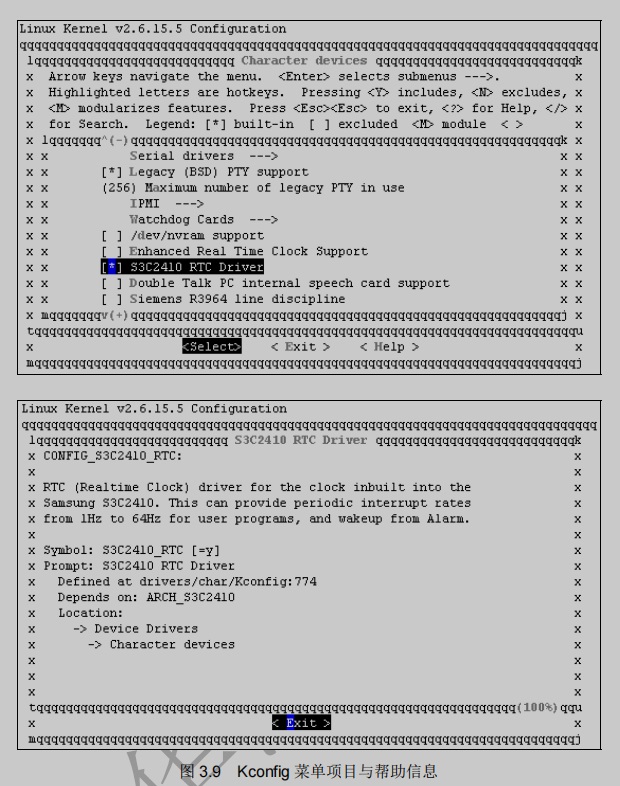 Linux Kernel v2.6.15.5 Configuration
qqqqqqqqqqqqqqqqqqqqqqqqqqqqqqqqqqqqqqqqqqqqqqqqqqqqqqqqqqqqqqqqqqqqqqqqqqqqq
lqqqqqqqqqqqqqqqqqqqqqqqqqqq Character devices qqqqqqqqqqqqqqqqqqqqqqqqqqqk
x Arrow keys navigate the menu. <Enter> selects submenus --->. x
x Highlighted letters are hotkeys. Pressing <Y> includes, <N> excludes, x
x <M> modularizes features. Press <Esc><Esc> to exit, <?> for Help, </> x
x for Search. Legend: [*] built-in [ ] excluded <M> module < > x
x lqqqqqqq^(-)qqqqqqqqqqqqqqqqqqqqqqqqqqqqqqqqqqqqqqqqqqqqqqqqqqqqqqqqqk x
x x Serial drivers ---> x x
x x [*] Legacy (BSD) PTY support x x
x x (256) Maximum number of legacy PTY in use x x
x x IPMI ---> x x
x x Watchdog Cards ---> x x
x x [ ] /dev/nvram support x x
x x [ ] Enhanced Real Time Clock Support x x
x x [*] S3C2410 RTC Driver x x
x x [ ] Double Talk PC internal speech card support x x
x x [ ] Siemens R3964 line discipline x x
x mqqqqqqqv(+)qqqqqqqqqqqqqqqqqqqqqqqqqqqqqqqqqqqqqqqqqqqqqqqqqqqqqqqqqj x
tqqqqqqqqqqqqqqqqqqqqqqqqqqqqqqqqqqqqqqqqqqqqqqqqqqqqqqqqqqqqqqqqqqqqqqqqqu
x <Select> < Exit > < Help > x
mqqqqqqqqqqqqqqqqqqqqqqqqqqqqqqqqqqqqqqqqqqqqqqqqqqqqqqqqqqqqqqqqqqqqqqqqqj
Linux Kernel v2.6.15.5 Configuration
qqqqqqqqqqqqqqqqqqqqqqqqqqqqqqqqqqqqqqqqqqqqqqqqqqqqqqqqqqqqqqqqqqqqqqqqqqqqq
lqqqqqqqqqqqqqqqqqqqqqqqqqq S3C2410 RTC Driver qqqqqqqqqqqqqqqqqqqqqqqqqqk
x CONFIG_S3C2410_RTC: x
x x
x RTC (Realtime Clock) driver for the clock inbuilt into the x
x Samsung S3C2410. This can provide periodic interrupt rates x
x from 1Hz to 64Hz for user programs, and wakeup from Alarm. x
x x
x Symbol: S3C2410_RTC [=y] x
x Prompt: S3C2410 RTC Driver x
x Defined at drivers/char/Kconfig:774 x
x Depends on: ARCH_S3C2410 x
x Location: x
x -> Device Drivers x
x -> Character devices x
x x
x x
x x
tqqqqqqqqqqqqqqqqqqqqqqqqqqqqqqqqqqqqqqqqqqqqqqqqqqqqqqqqqqqqqqqqq(100%)qqu
x < Exit > x
mqqqqqqqqqqqqqqqqqqqqqqqqqqqqqqqqqqqqqqqqqqqqqqqqqqqqqqqqqqqqqqqqqqqqqqqqqj
图 3.9 Kconfig 菜单项目与帮助信息